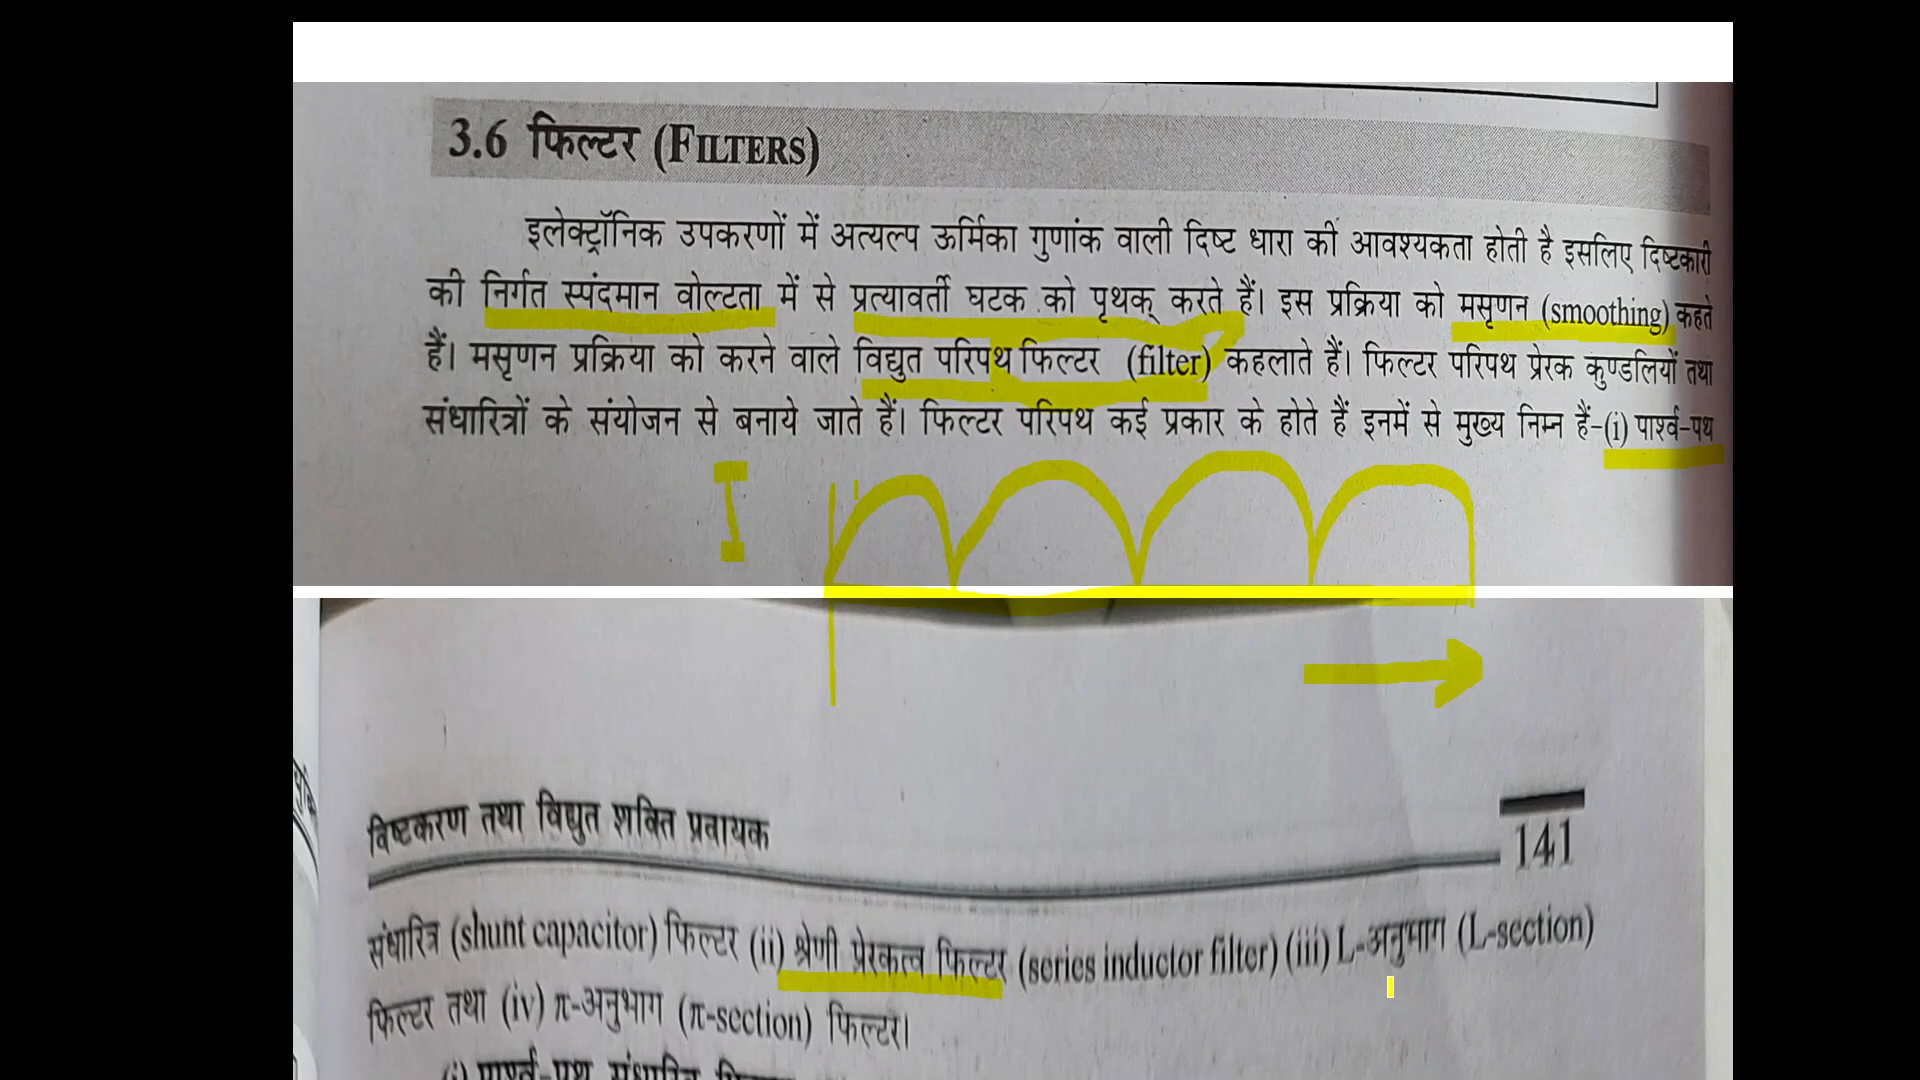 3.6 फिल्टर (FILTERS)
इलेक्ट्रॉनिक उपकरणों में अत्यल्प ऊर्मिका गुणांक वाली दिष्ट धारा की आवश्यकता होती है इसलिए दिष्टकारी
की निर्गत स्पंदमान वोल्टता में से प्रत्यावर्ती घटक को पृथक् करते हैं। इस प्रक्रिया को मसृणन (smoothing) कहते
हैं। मसृणन प्रक्रिया को करने वाले विद्युत परिपथ फिल्टर (filter) कहलाते हैं। फिल्टर परिपथ प्रेरक कुण्डलियों तथा
संधारित्रों के संयोजन से बनाये जाते हैं। फिल्टर परिपथ कई प्रकार के होते हैं इनमें से मुख्य निम्न हैं-(i) पार्श्व-पथ
I
दिष्टकरण तथा विद्युत शक्ति प्रदायक
141
संधारित्र (shunt capacitor) फिल्टर (ii) श्रेणी प्रेरकत्व फिल्टर (series inductor filter) (iii) L-अनुभाग (L-section)
फिल्टर तथा (iv) π-अनुभाग (π-section) फिल्टर।
(i) पार्श्व-पथ संधारित्र